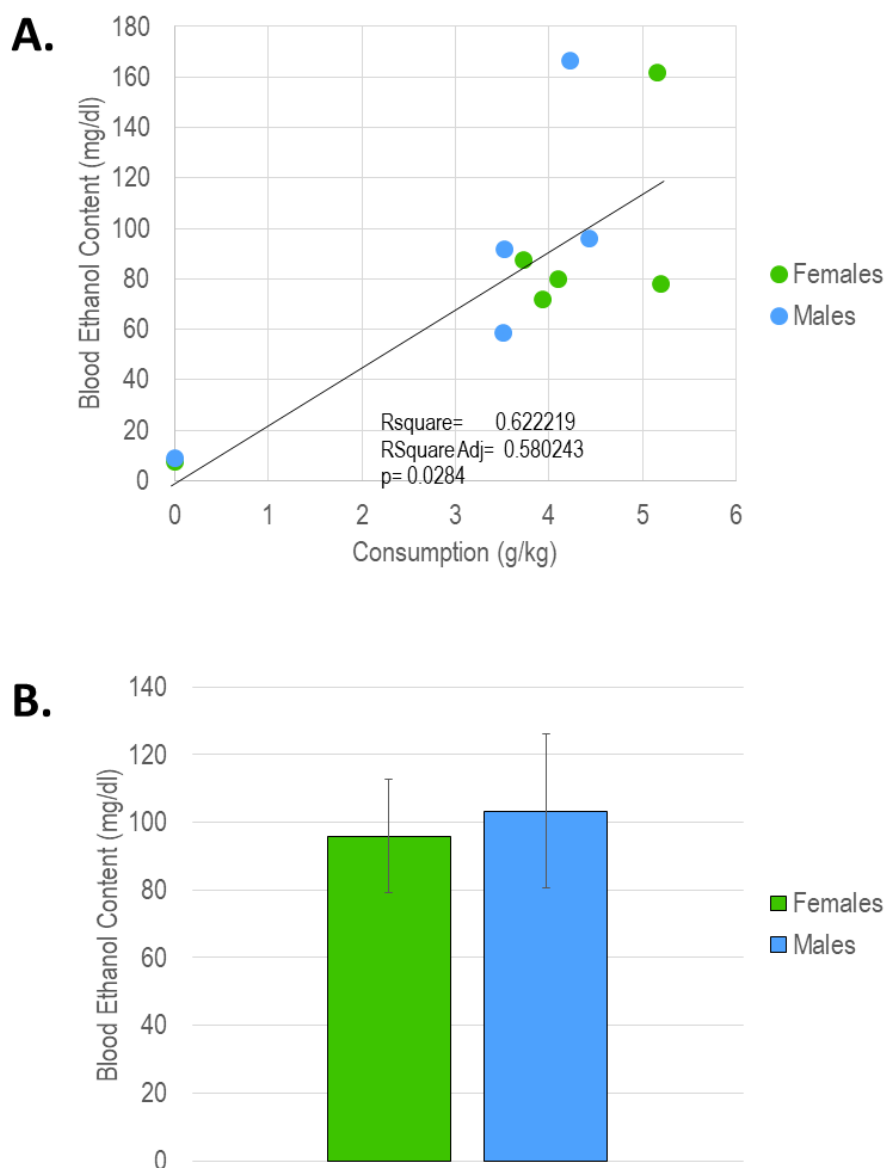 A.
180
160
140
120
100
80
60
40
20
0
Blood Ethanol Content (mg/dl)
Rsquare= 0.622219
RSquareAdj= 0.580243
p= 0.0284
0 1 2 3 4 5 6
Consumption (g/kg)
Females
Males
B.
140
120
100
80
60
40
20
0
Blood Ethanol Content (mg/dl)
Females
Males